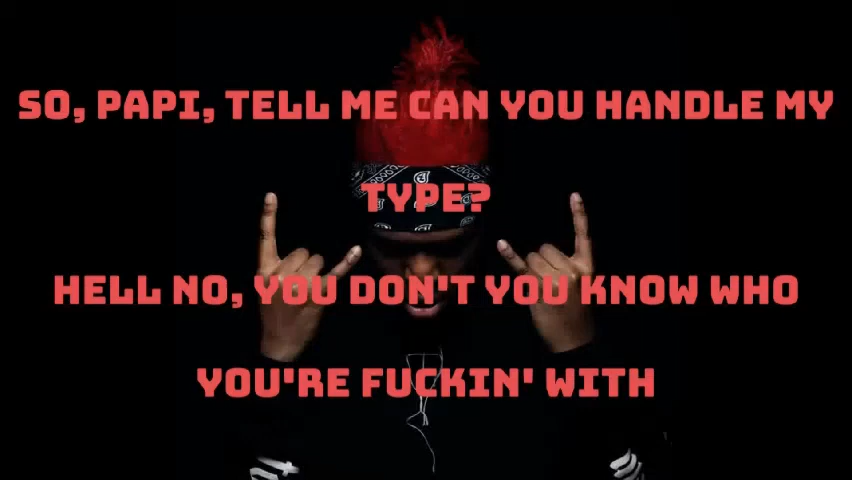 SO, PAPI, TELL ME CAN YOU HANDLE MY
TYPE?
HELL NO, YOU DON'T YOU KNOW WHO
YOU'RE FUCKIN' WITH